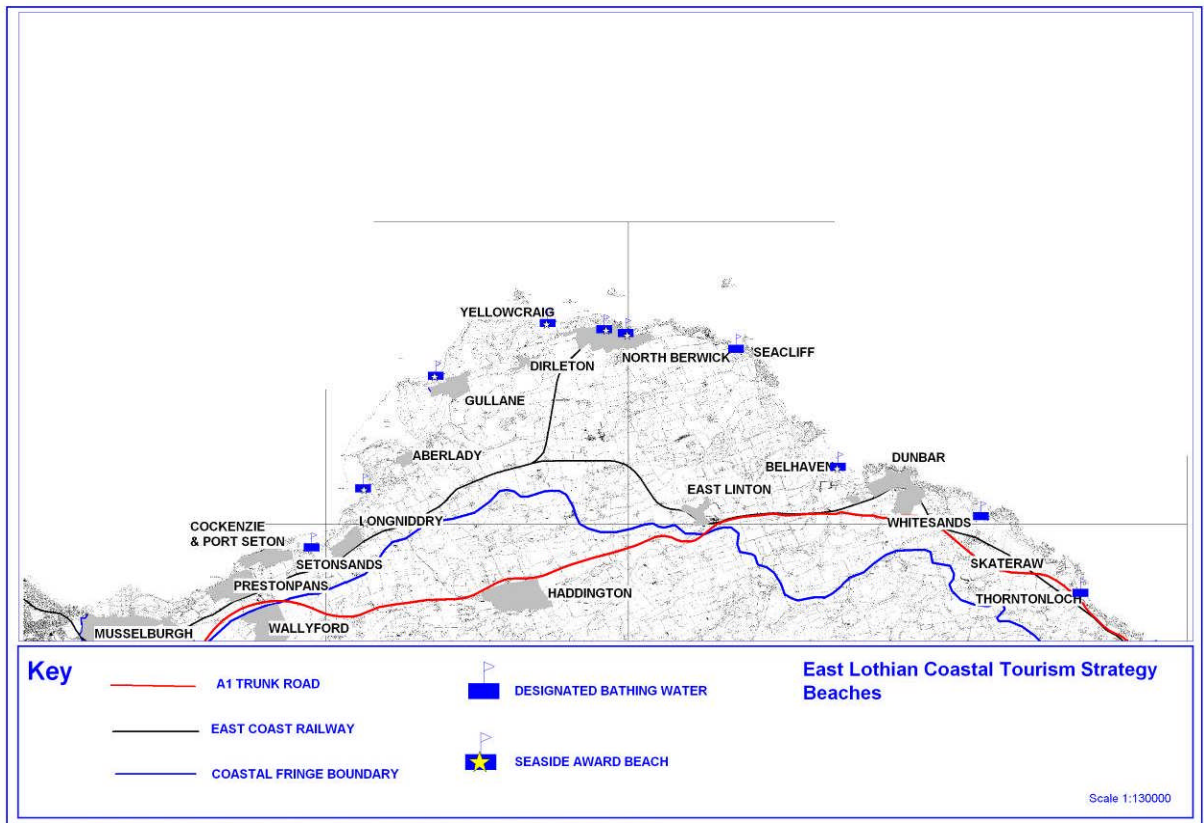 YELLOWCRAIG
NORTH BERWICK
SEACLIFF
DIRLETON
GULLANE
ABERLADY
BELHAVEN
DUNBAR
EAST LINTON
COCKENZIE
& PORT SETON
LONGNIDDRY
WHITESANDS
SETONSANDS
SKATERAW
PRESTONPANS
HADDINGTON
THORNTONLOCH
MUSSELBURGH
WALLYFORD
Key
A1 TRUNK ROAD
EAST COAST RAILWAY
COASTAL FRINGE BOUNDARY
DESIGNATED BATHING WATER
SEASIDE AWARD BEACH
East Lothian Coastal Tourism Strategy
Beaches
Scale 1:130000